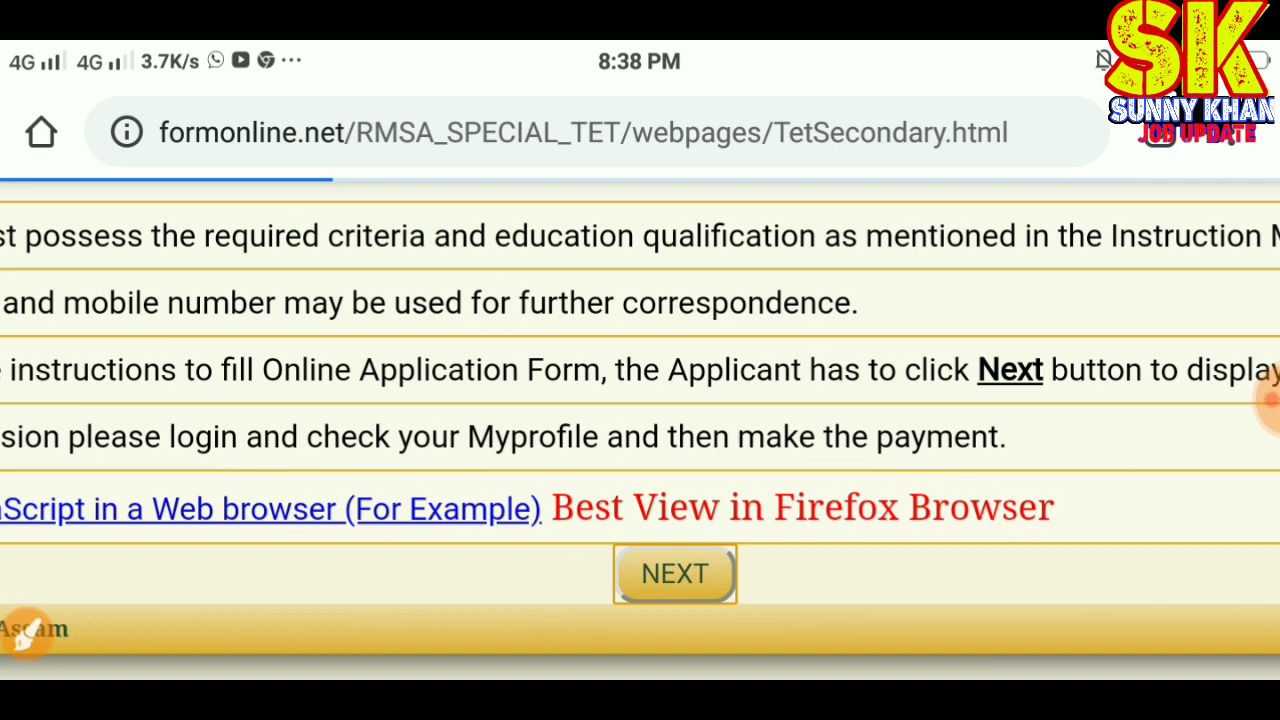 SK
SUNNY KHAN
JOB UPDATE
4G 4G 3.7K/s ... 8:38 PM
formonline.net/RMSA_SPECIAL_TET/webpages/TetSecondary.html
st possess the required criteria and education qualification as mentioned in the Instruction M
and mobile number may be used for further correspondence.
e instructions to fill Online Application Form, the Applicant has to click Next button to display
sion please login and check your Myprofile and then make the payment.
aScript in a Web browser (For Example) Best View in Firefox Browser
NEXT
Assam